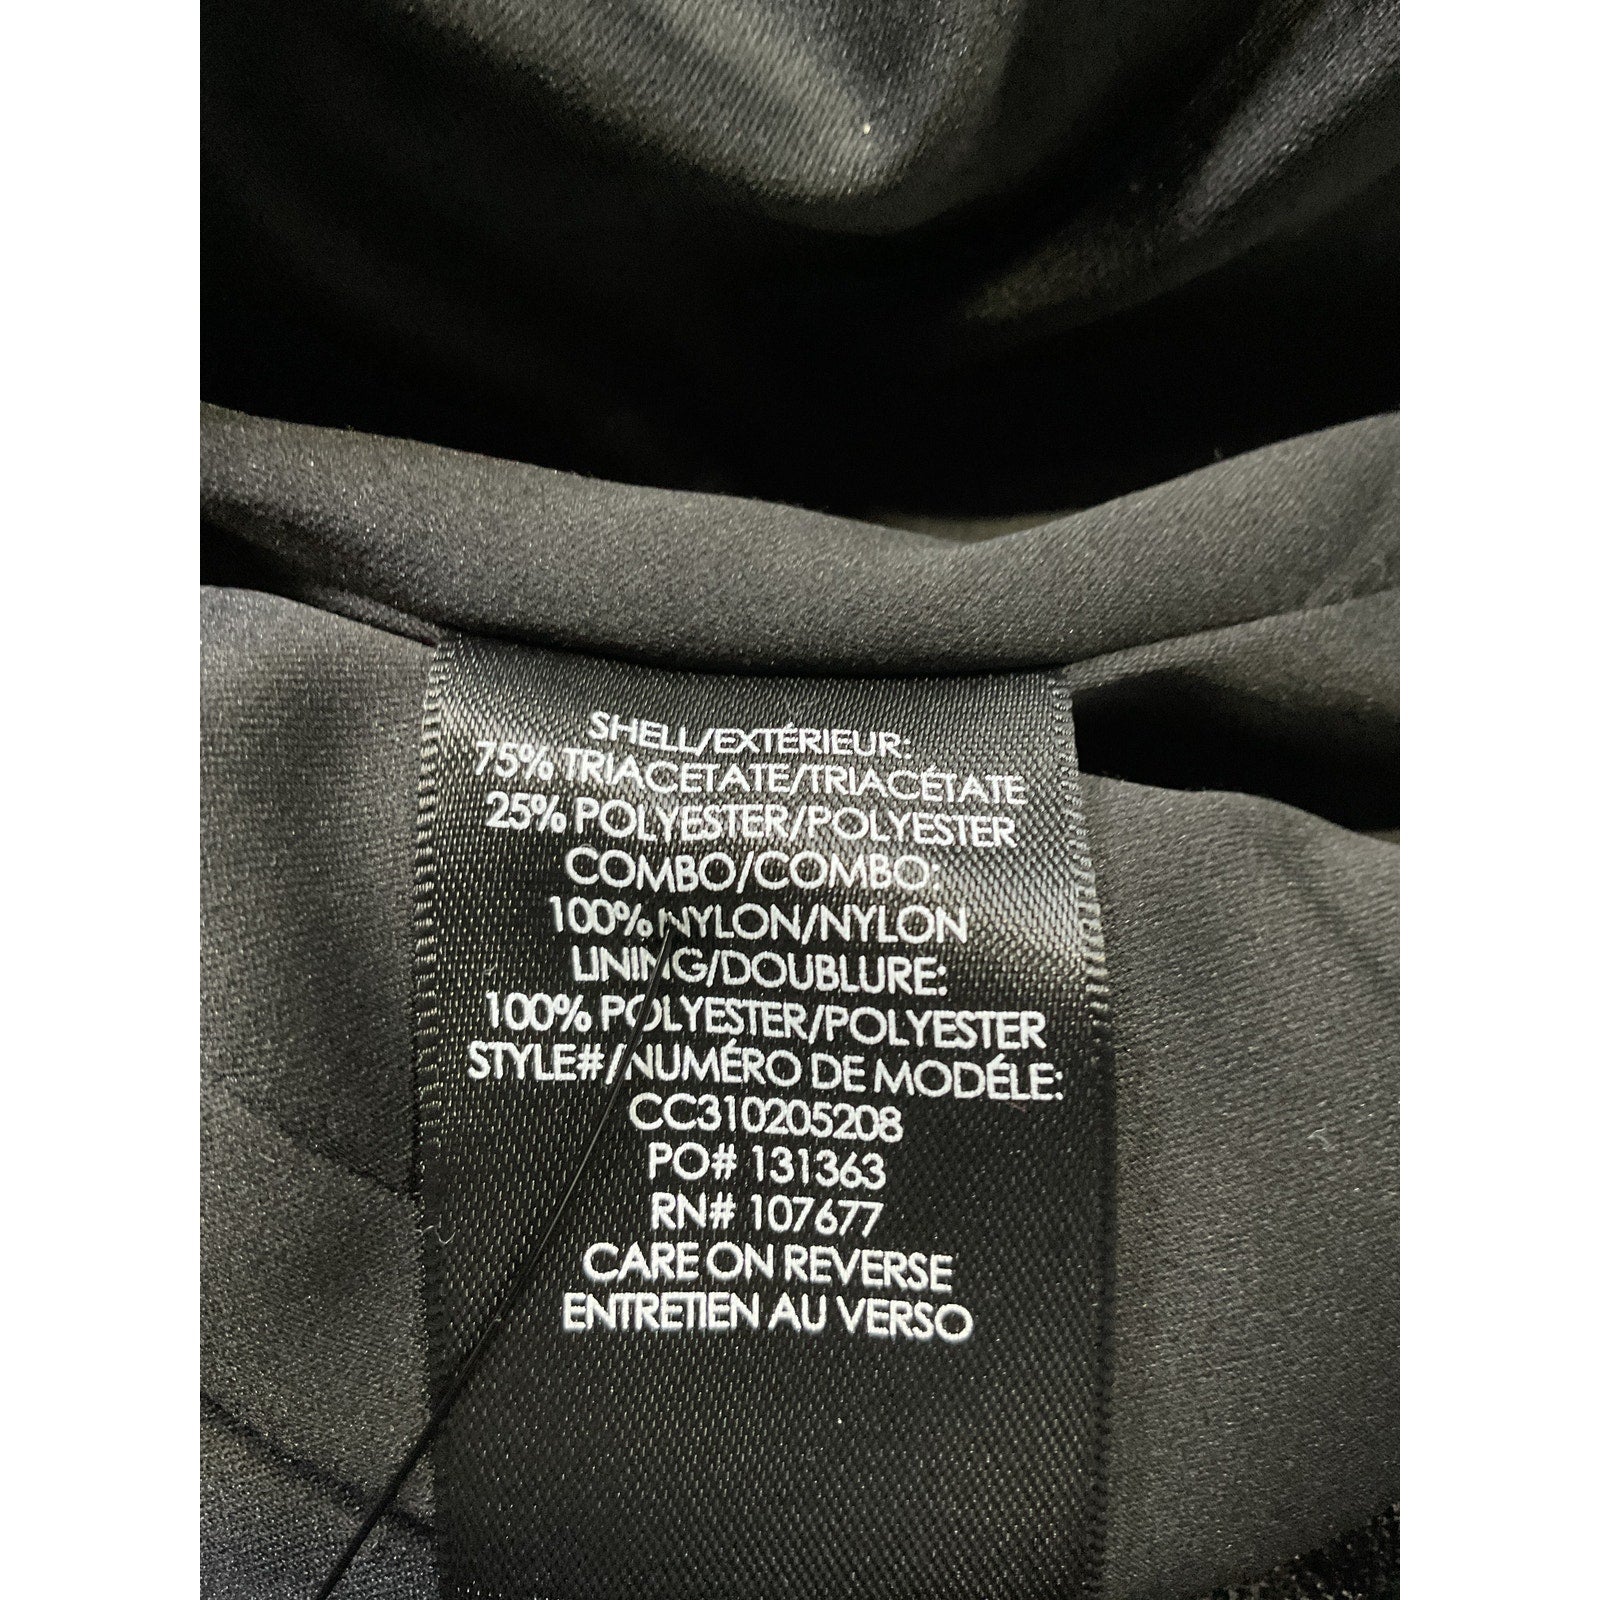 SHELL/EXTÉRIEUR:
75% TRIACETATE/TRIACÉTATE
25% POLYESTER/POLYESTER
COMBO/COMBO:
100% NYLON/NYLON
LINING/DOUBLURE:
100% POLYESTER/POLYESTER
STYLE#/NUMÉRO DE MODÉLE:
CC310205208
PO# 131363
RN# 107677
CARE ON REVERSE
ENTRETIEN AU VERSO